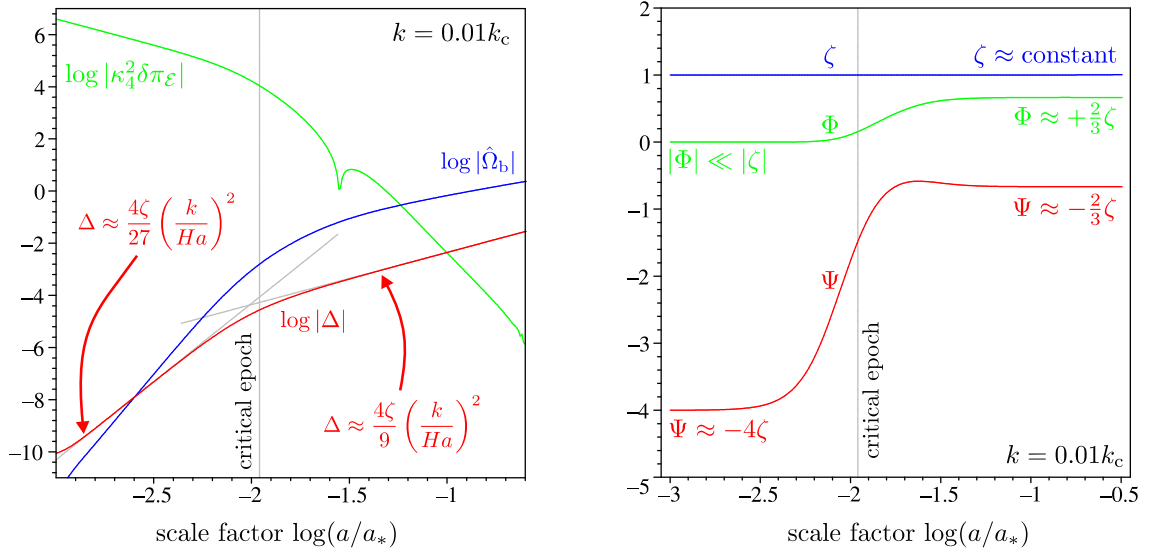 6
4
2
0
−2
−4
−6
−8
−10
k = 0.01k_c
log |κ_4^2 δπ_ℰ|
log |Ω̂_b|
Δ ≈ 4ζ/27 (k/Ha)^2
log |Δ|
critical epoch
Δ ≈ 4ζ/9 (k/Ha)^2
−2.5
−2
−1.5
−1
scale factor log(a/a_*)
2
1
0
−1
−2
−3
−4
−5
ζ
ζ ≈ constant
Φ
Φ ≈ +2/3 ζ
|Φ| ≪ |ζ|
Ψ ≈ −2/3 ζ
Ψ
critical epoch
Ψ ≈ −4ζ
k = 0.01k_c
−3
−2.5
−2
−1.5
−1
−0.5
scale factor log(a/a_*)